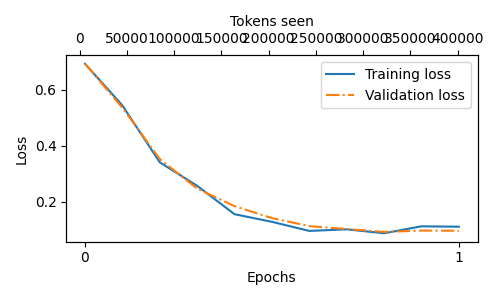 Tokens seen
0 50000 100000 150000 200000 250000 300000 350000 400000
Training loss
Validation loss
0.6
0.4
0.2
Loss
0 1
Epochs